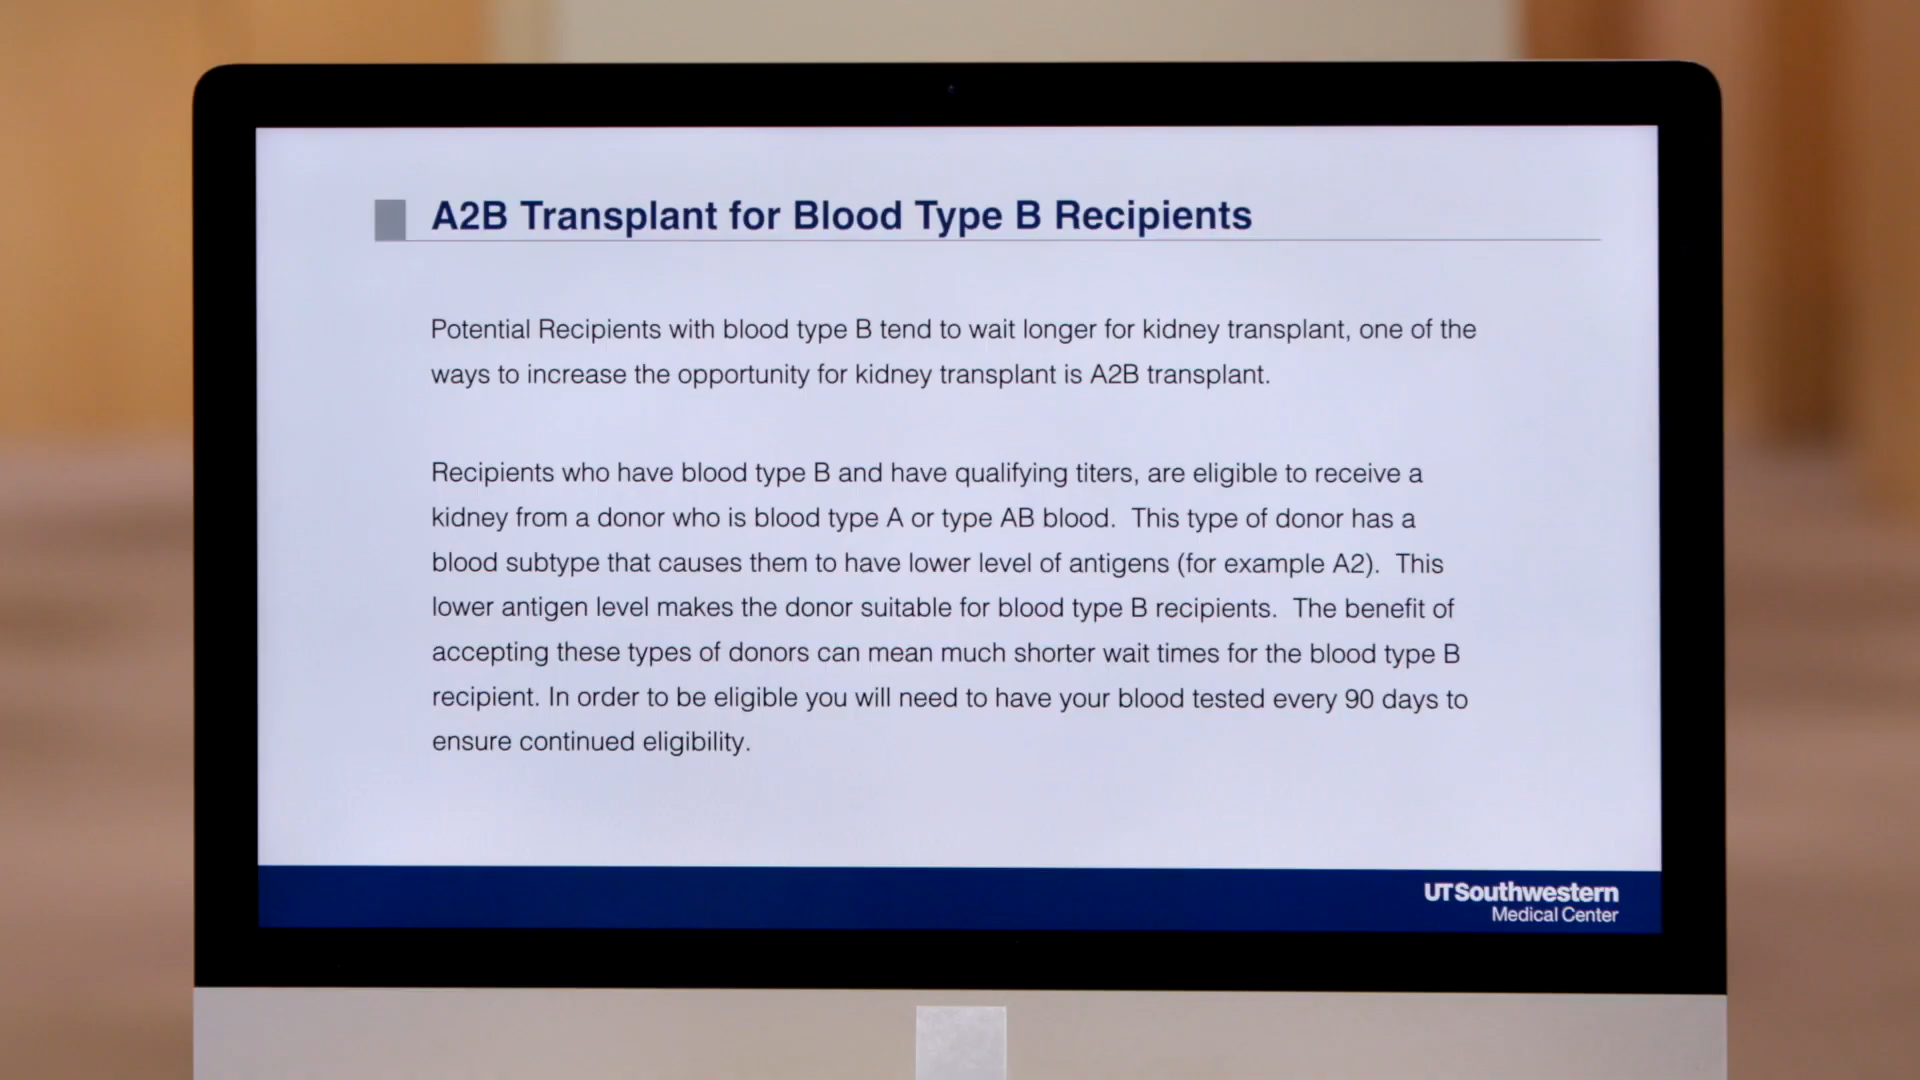 A2B Transplant for Blood Type B Recipients
Potential Recipients with blood type B tend to wait longer for kidney transplant, one of the
ways to increase the opportunity for kidney transplant is A2B transplant.
Recipients who have blood type B and have qualifying titers, are eligible to receive a
kidney from a donor who is blood type A or type AB blood.  This type of donor has a
blood subtype that causes them to have lower level of antigens (for example A2).  This
lower antigen level makes the donor suitable for blood type B recipients.  The benefit of
accepting these types of donors can mean much shorter wait times for the blood type B
recipient. In order to be eligible you will need to have your blood tested every 90 days to
ensure continued eligibility.
UTSouthwestern
Medical Center